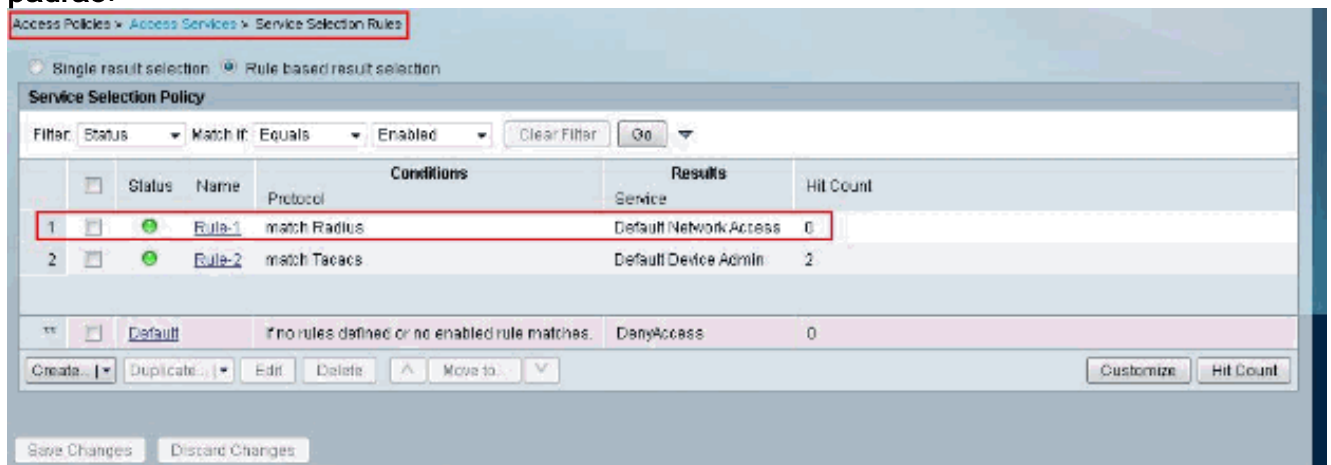 padrão.
Access Policies > Access Services > Service Selection Rules
Single result selection Rule based result selection
Service Selection Policy
Filter: Status Match if: Equals Enabled Clear Filter Go
Status Name Conditions Results Hit Count
Protocol Service
1 Rule-1 match Radius Default Network Access 0
2 Rule-2 match Tacacs Default Device Admin 2
** Default If no rules defined or no enabled rule matches. DenyAccess 0
Create... Duplicate... Edit Delete Move to... Customize Hit Count
Save Changes Discard Changes